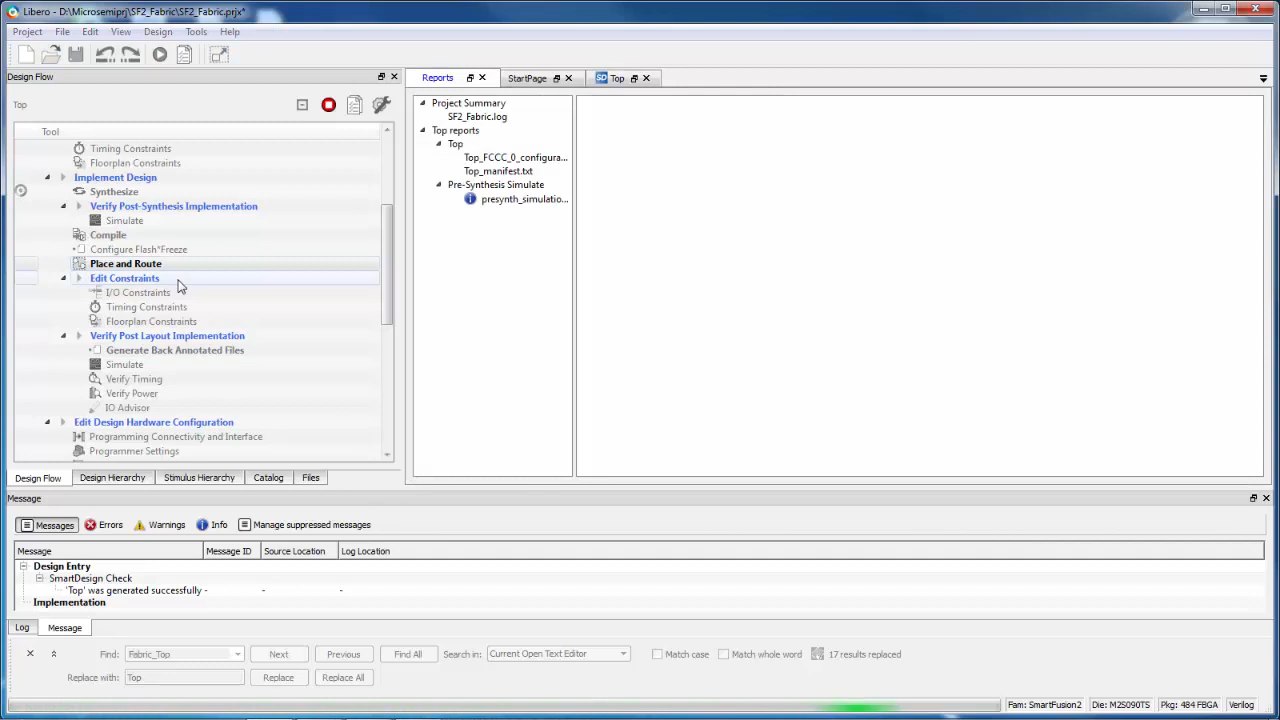 Libero - D:\Microsemiprj\SF2_Fabric\SF2_Fabric.prjx*
Project File Edit View Design Tools Help
Design Flow
Reports StartPage SD Top
Top
Tool
Timing Constraints
Floorplan Constraints
Implement Design
Synthesize
Verify Post-Synthesis Implementation
Simulate
Compile
Configure Flash*Freeze
Place and Route
Edit Constraints
I/O Constraints
Timing Constraints
Floorplan Constraints
Verify Post Layout Implementation
Generate Back Annotated Files
Simulate
Verify Timing
Verify Power
IO Advisor
Edit Design Hardware Configuration
Programming Connectivity and Interface
Programmer Settings
Design Flow Design Hierarchy Stimulus Hierarchy Catalog Files
Project Summary
SF2_Fabric.log
Top reports
Top
Top_FCCC_0_configura...
Top_manifest.txt
Pre-Synthesis Simulate
presynth_simulatio...
Message
Messages Errors Warnings Info Manage suppressed messages
Message Message ID Source Location Log Location
Design Entry
SmartDesign Check
'Top' was generated successfully - - -
Implementation
Log Message
Find: Fabric_Top Next Previous Find All Search in: Current Open Text Editor Match case Match whole word 17 results replaced
Replace with: Top Replace Replace All
Fam: SmartFusion2 Die: M2S090TS Pkg: 484 FBGA Verilog